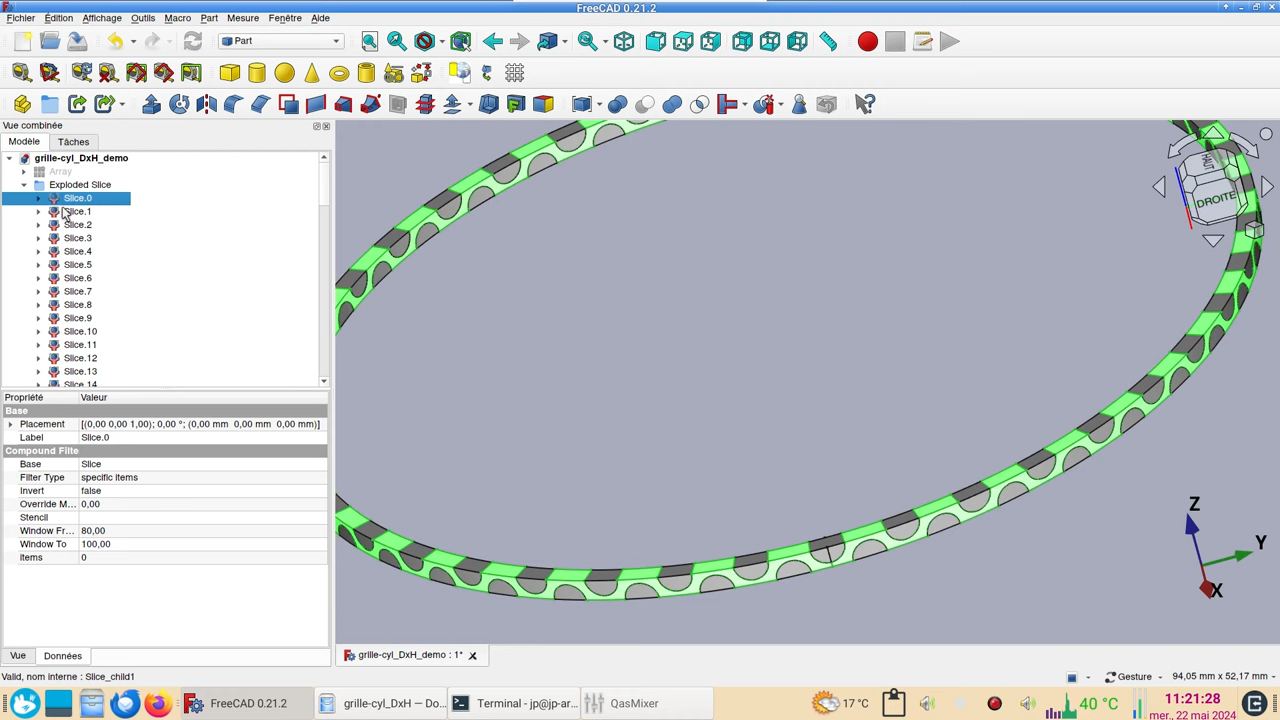 FreeCAD 0.21.2
Fichier Édition Affichage Outils Macro Part Mesure Fenêtre Aide
Part
Vue combinée
Modèle Tâches
grille-cyl_DxH_demo
Array
Exploded Slice
Slice.0
Slice.1
Slice.2
Slice.3
Slice.4
Slice.5
Slice.6
Slice.7
Slice.8
Slice.9
Slice.10
Slice.11
Slice.12
Slice.13
Slice.14
Propriété Valeur
Base
Placement [(0,00 0,00 1,00); 0,00 °; (0,00 mm 0,00 mm 0,00 mm)]
Label Slice.0
Compound Filte
Base Slice
Filter Type specific items
Invert false
Override M... 0,00
Stencil
Window Fr... 80,00
Window To 100,00
Items 0
Vue Données
HAUT
DROITE
Z
Y
X
grille-cyl_DxH_demo : 1*
Valid, nom interne : Slice_child1
Gesture 94,05 mm x 52,17 mm
FreeCAD 0.21.2 grille-cyl_DxH — Do... Terminal - jp@jp-ar... QasMixer 17 °C 40 °C
11:21:28
mer., 22 mai 2024